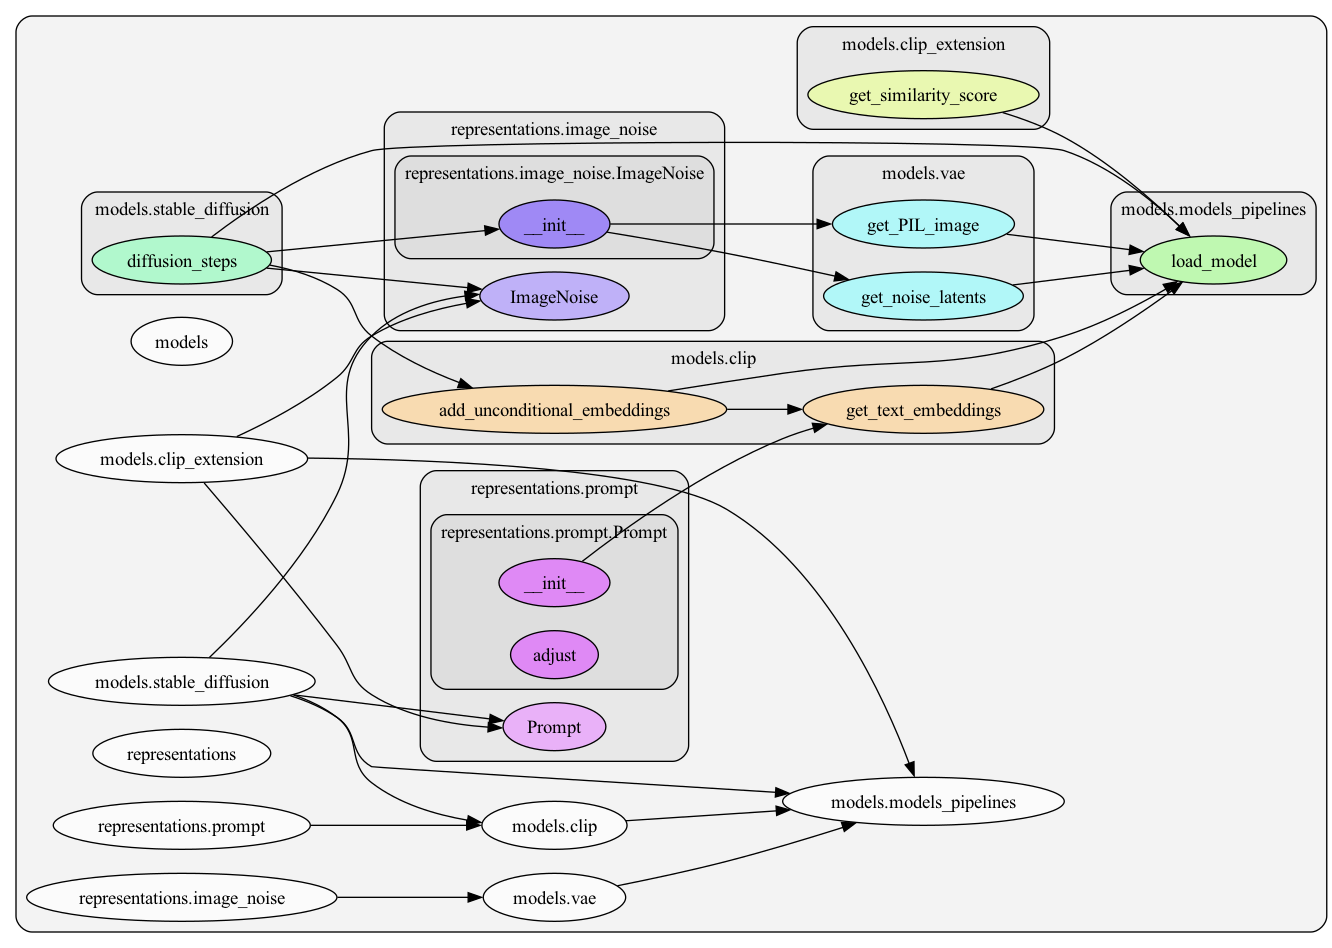 models.clip_extension
get_similarity_score
representations.image_noise
representations.image_noise.ImageNoise
__init__
ImageNoise
models.vae
get_PIL_image
get_noise_latents
models.stable_diffusion
diffusion_steps
models.models_pipelines
load_model
models
models.clip
add_unconditional_embeddings
get_text_embeddings
models.clip_extension
representations.prompt
representations.prompt.Prompt
__init__
adjust
Prompt
models.stable_diffusion
representations
representations.prompt
models.clip
models.models_pipelines
representations.image_noise
models.vae